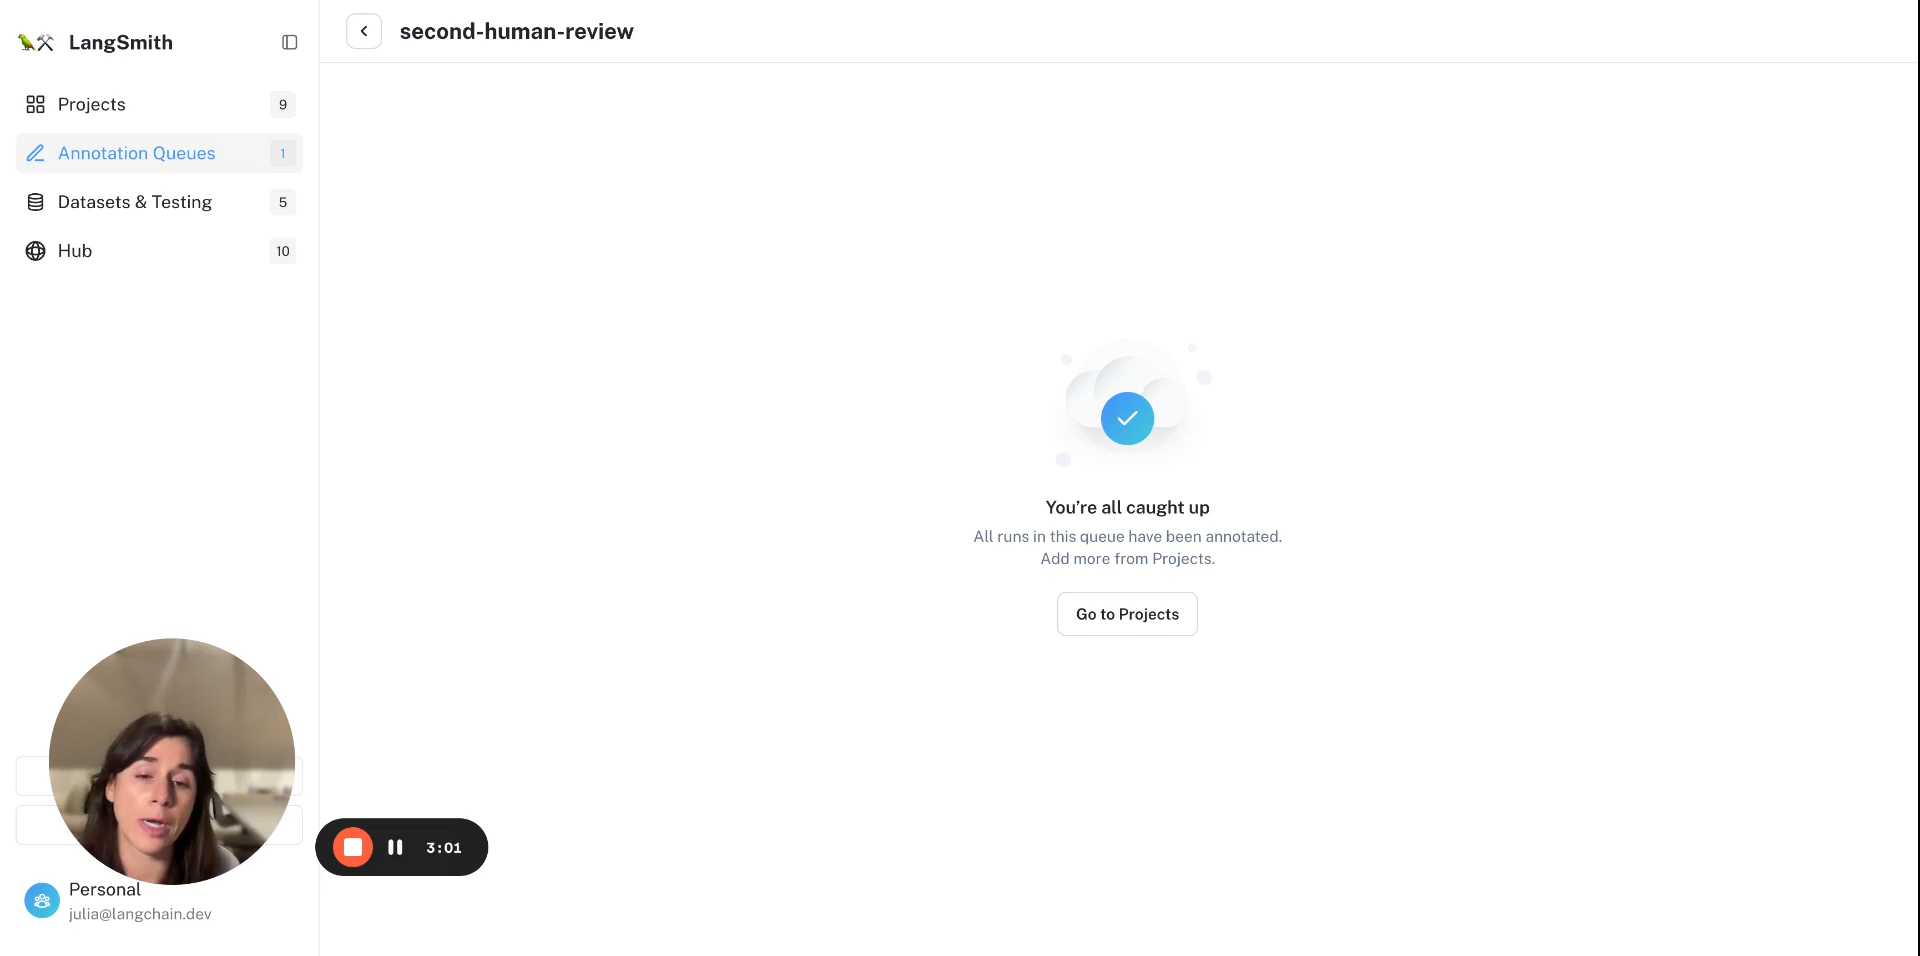 LangSmith
Projects 9
Annotation Queues 1
Datasets & Testing 5
Hub 10
second-human-review
You’re all caught up
All runs in this queue have been annotated.
Add more from Projects.
Go to Projects
3:01
Personal
julia@langchain.dev